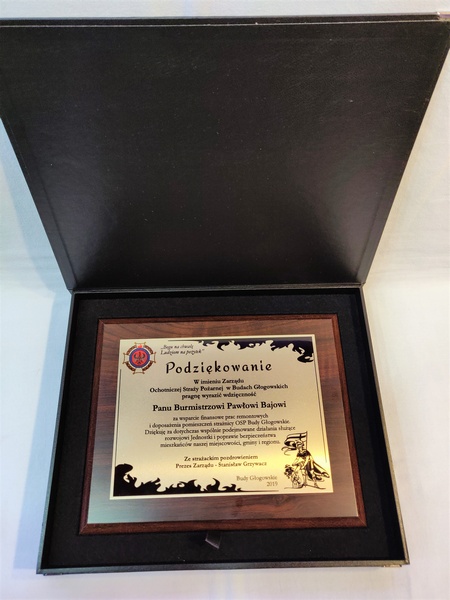 „Bogu na chwałę
Ludziom na pożytek”
Podziękowanie
W imieniu Zarządu
Ochotniczej Straży Pożarnej w Budach Głogowskich
pragnę wyrazić wdzięczność
Panu Burmistrzowi Pawłowi Bajowi
za wsparcie finansowe prac remontowych
i doposażenia pomieszczeń strażnicy OSP Budy Głogowskie.
Dziękuję za dotychczas wspólnie podejmowane działania służące
rozwojowi Jednostki i poprawie bezpieczeństwa
mieszkańców naszej miejscowości, gminy i regionu.
Ze strażackim pozdrowieniem
Prezes Zarządu - Stanisław Grzywacz
Budy Głogowskie
2019